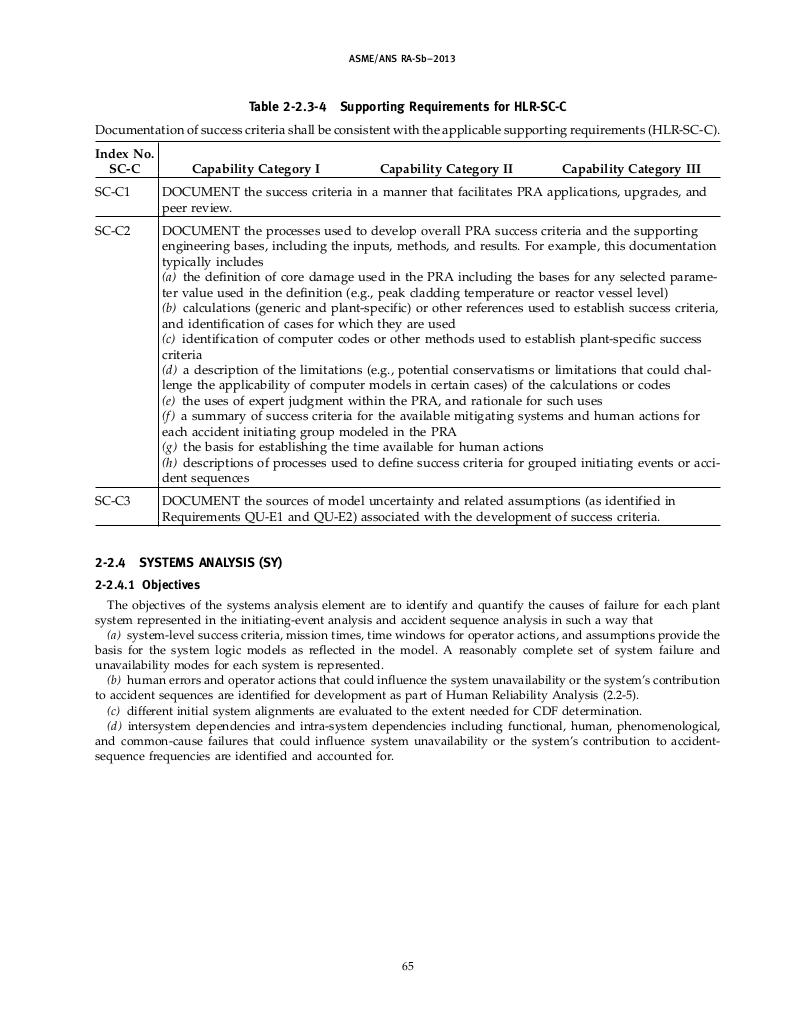 ASME/ANS RA-Sb–2013
Table 2-2.3-4 Supporting Requirements for HLR-SC-C
Documentation of success criteria shall be consistent with the applicable supporting requirements (HLR-SC-C).
Index No.
SC-C Capability Category I Capability Category II Capability Category III
SC-C1 DOCUMENT the success criteria in a manner that facilitates PRA applications, upgrades, and
peer review.
SC-C2 DOCUMENT the processes used to develop overall PRA success criteria and the supporting
engineering bases, including the inputs, methods, and results. For example, this documentation
typically includes
(a) the definition of core damage used in the PRA including the bases for any selected parame-
ter value used in the definition (e.g., peak cladding temperature or reactor vessel level)
(b) calculations (generic and plant-specific) or other references used to establish success criteria,
and identification of cases for which they are used
(c) identification of computer codes or other methods used to establish plant-specific success
criteria
(d) a description of the limitations (e.g., potential conservatisms or limitations that could chal-
lenge the applicability of computer models in certain cases) of the calculations or codes
(e) the uses of expert judgment within the PRA, and rationale for such uses
(f) a summary of success criteria for the available mitigating systems and human actions for
each accident initiating group modeled in the PRA
(g) the basis for establishing the time available for human actions
(h) descriptions of processes used to define success criteria for grouped initiating events or acci-
dent sequences
SC-C3 DOCUMENT the sources of model uncertainty and related assumptions (as identified in
Requirements QU-E1 and QU-E2) associated with the development of success criteria.
2-2.4 SYSTEMS ANALYSIS (SY)
2-2.4.1 Objectives
The objectives of the systems analysis element are to identify and quantify the causes of failure for each plant
system represented in the initiating-event analysis and accident sequence analysis in such a way that
(a) system-level success criteria, mission times, time windows for operator actions, and assumptions provide the
basis for the system logic models as reflected in the model. A reasonably complete set of system failure and
unavailability modes for each system is represented.
(b) human errors and operator actions that could influence the system unavailability or the system's contribution
to accident sequences are identified for development as part of Human Reliability Analysis (2.2-5).
(c) different initial system alignments are evaluated to the extent needed for CDF determination.
(d) intersystem dependencies and intra-system dependencies including functional, human, phenomenological,
and common-cause failures that could influence system unavailability or the system's contribution to accident-
sequence frequencies are identified and accounted for.
65